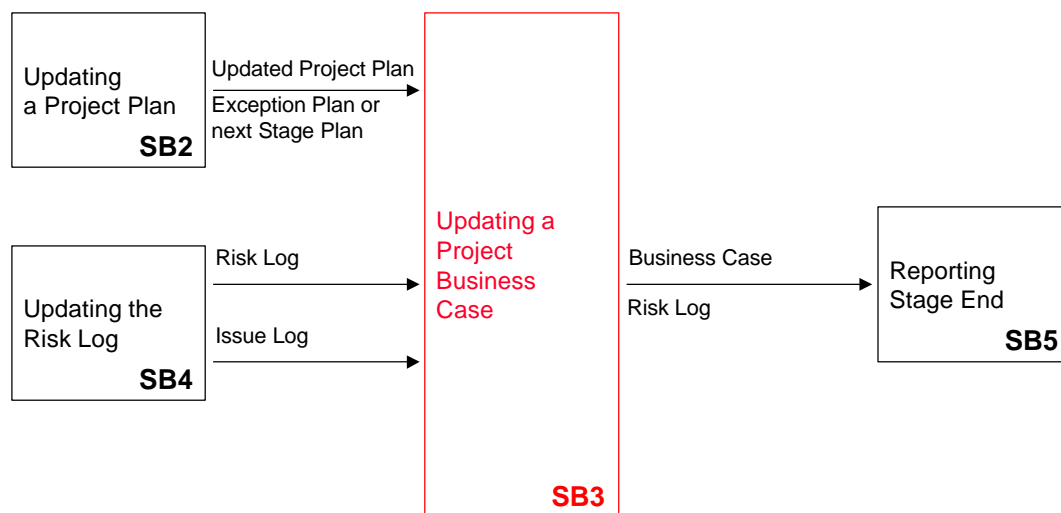 Updating
a Project Plan
SB2
Updated Project Plan
Exception Plan or
next Stage Plan
Updating the
Risk Log
SB4
Risk Log
Issue Log
Updating a
Project
Business
Case
SB3
Business Case
Risk Log
Reporting
Stage End
SB5